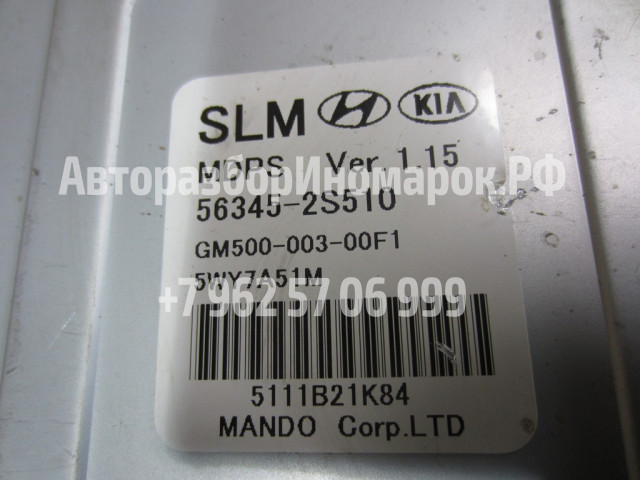 SLM KIA
MDPS Ver. 1.15
АвторазборИномарок.РФ
56345-2S510
GM500-003-00F1
5WY7A51M
+7 962 57 06 999
5111B21K84
MANDO Corp.LTD